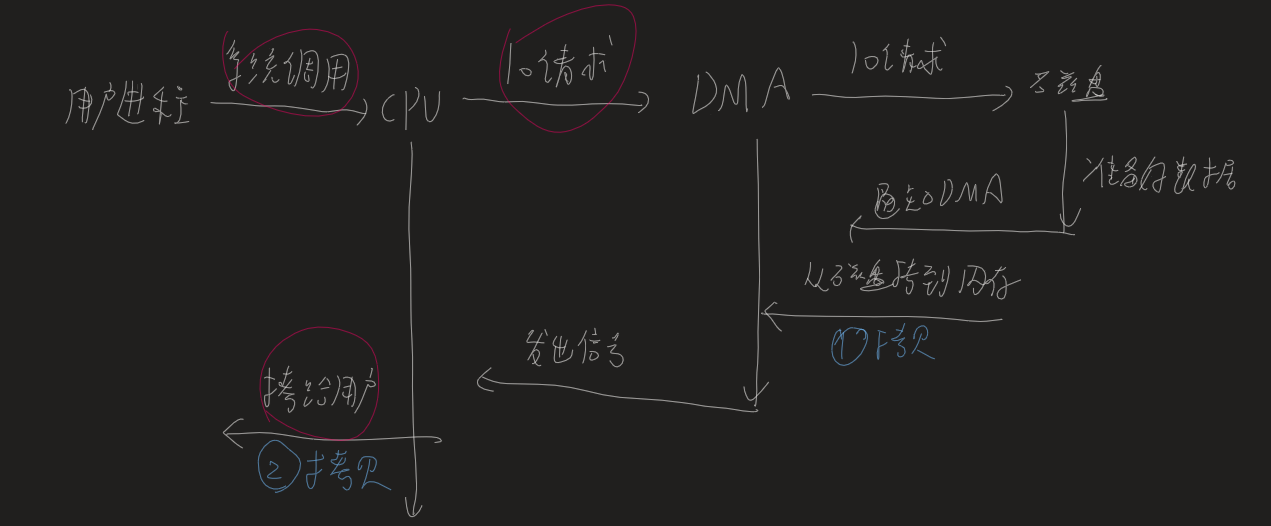 系统调用
IO请求
IO请求
用户进程
CPU
DMA
磁盘
准备好数据
通知DMA
从磁盘拷到内存
①拷贝
发出信号
拷给用户
②拷贝